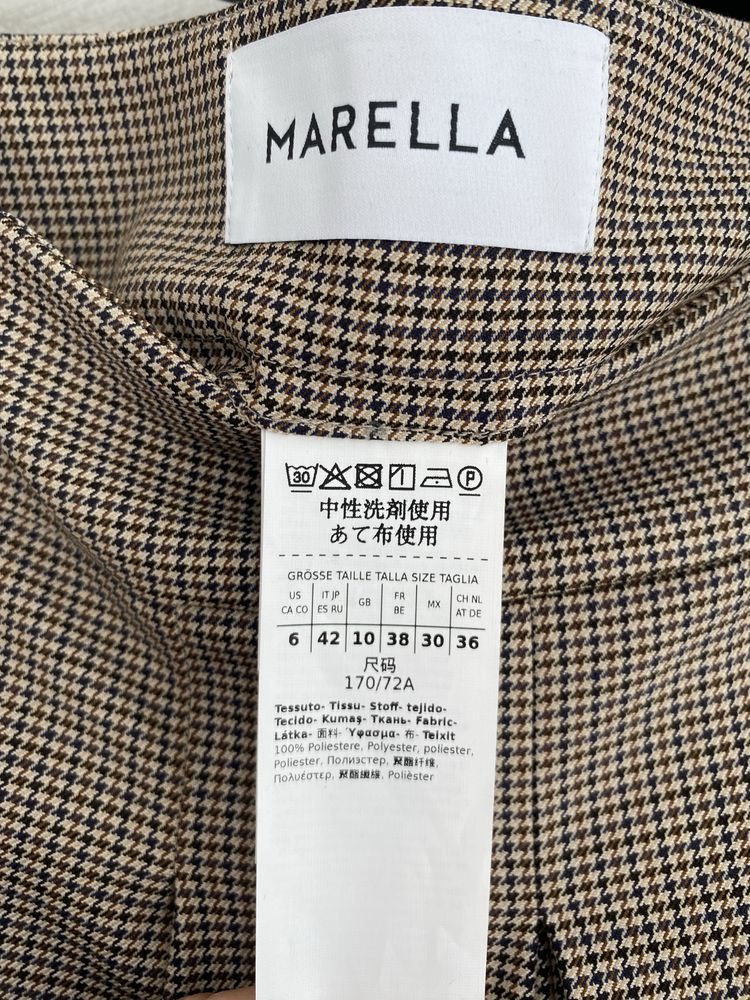 MARELLA
30 P
中性洗剤使用
あて布使用
GRÖSSE TAILLE TALLA SIZE TAGLIA
US IT JP GB FR MX CH NL
CA CO ES RU BE AT DE
6 42 10 38 30 36
尺码
170/72A
Tessuto- Tissu- Stoff- tejido-
Tecido- Kumaş- Ткань- Fabric-
Látka- 面料- Ύφασμα- 布- Teixit
100% Poliestere, Polyester, poliester,
Poliester, Полиэстер, 聚酯纤维,
Πολυέστερ, 聚酯纖維, Polièster